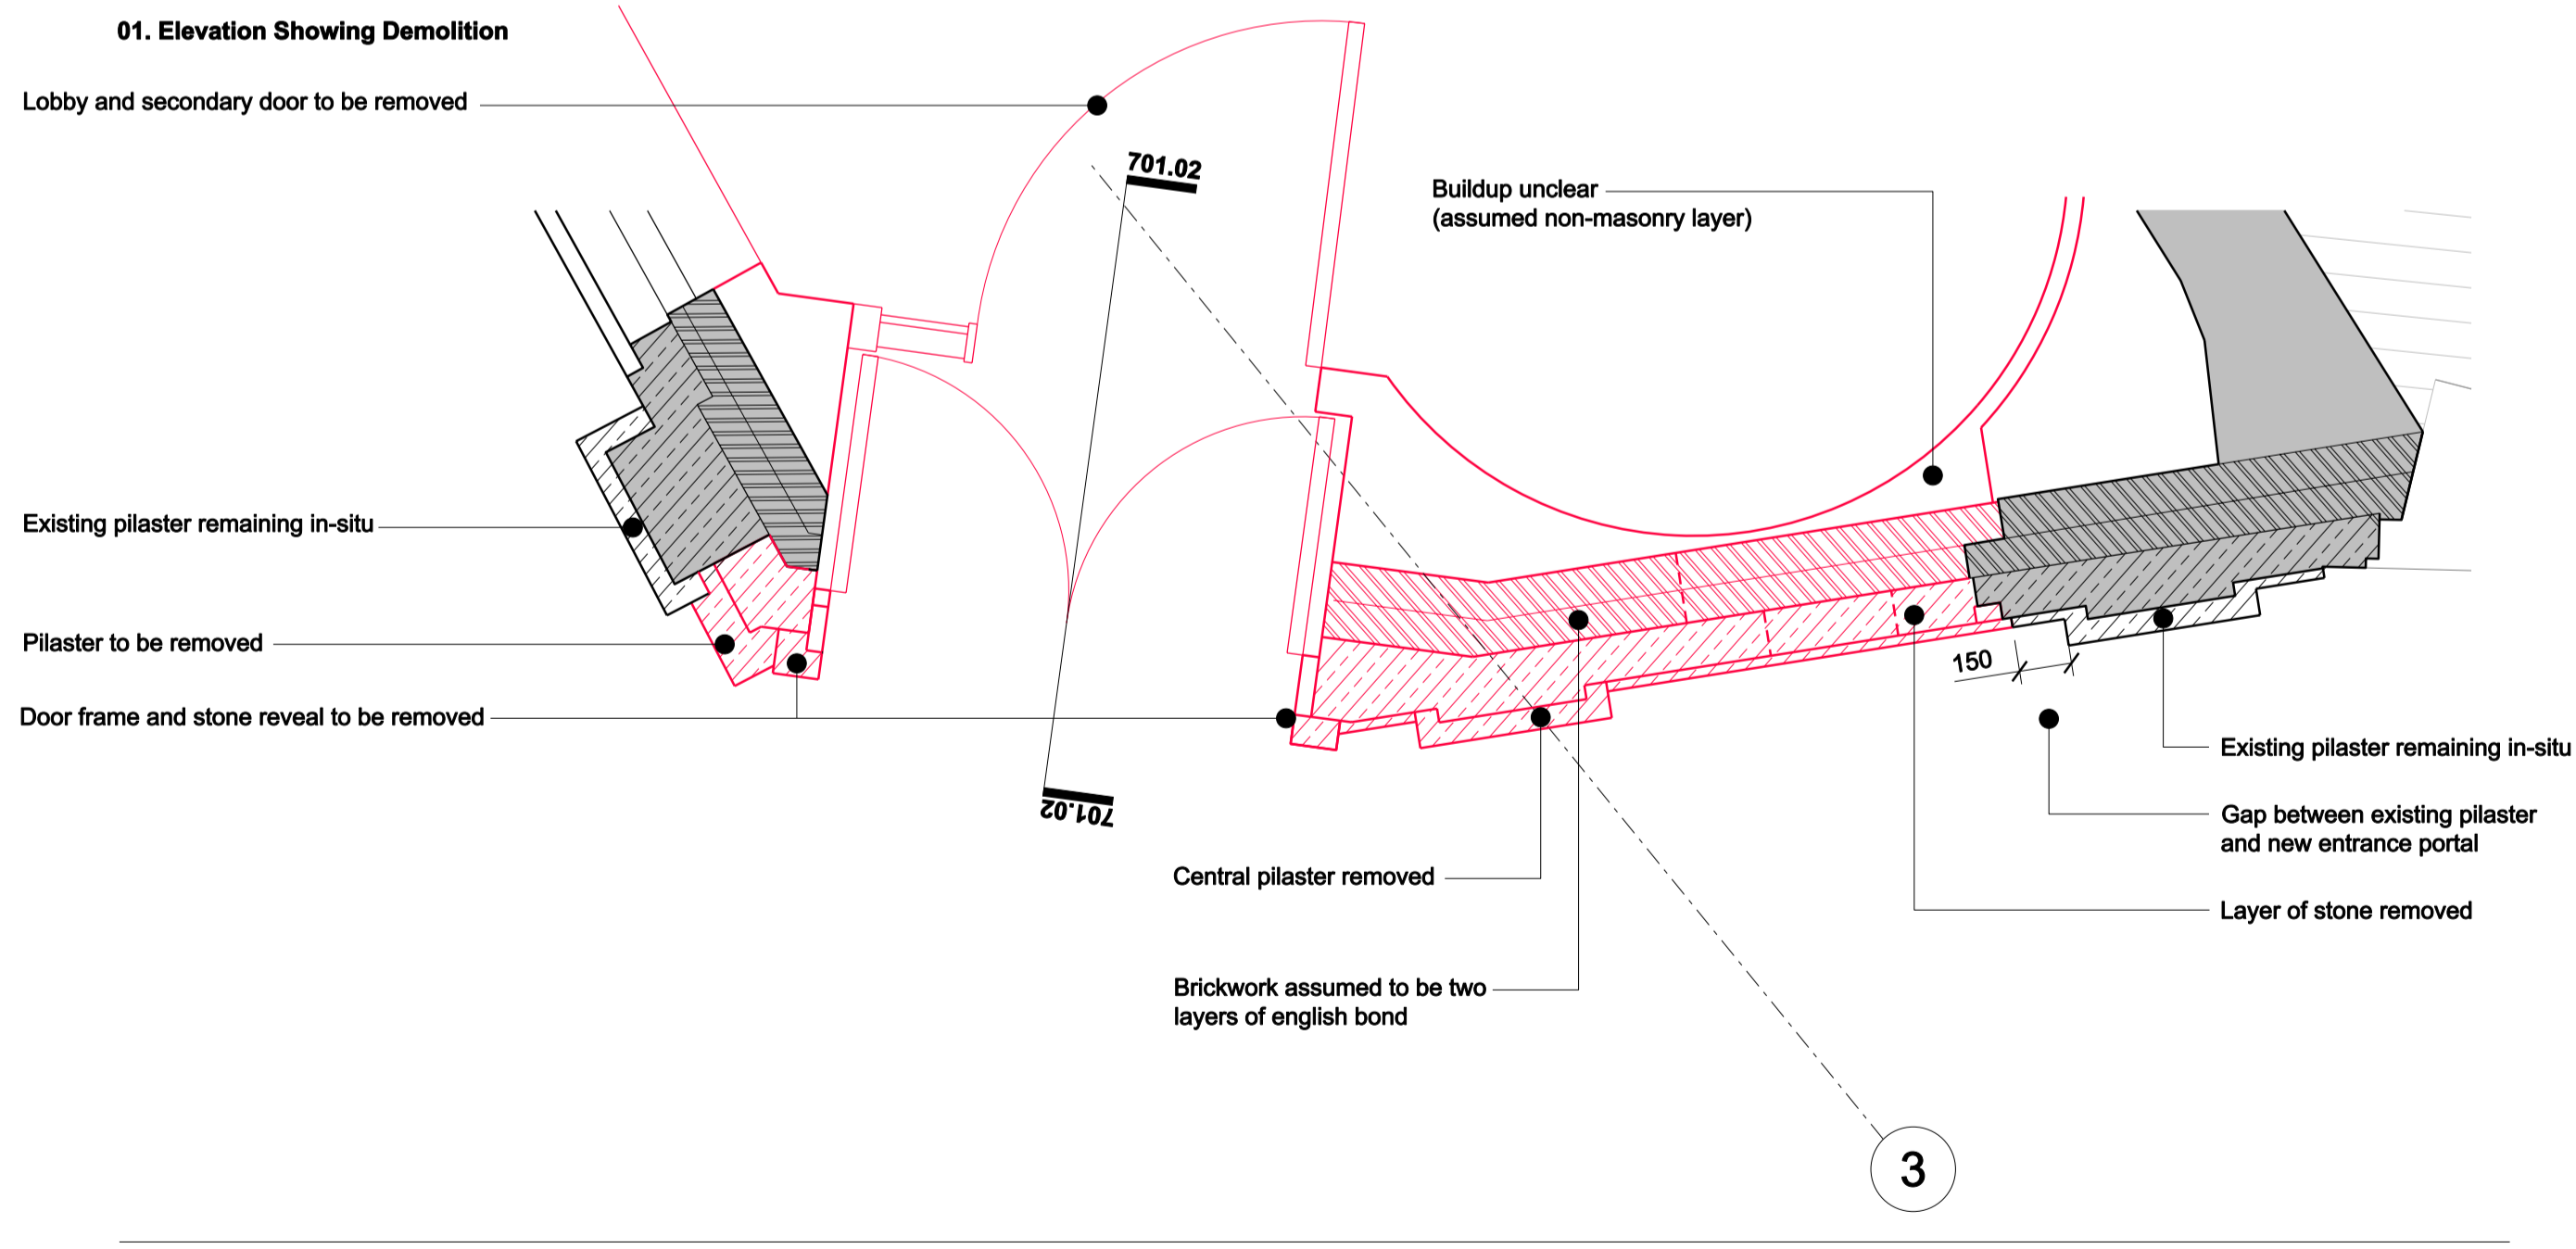 01. Elevation Showing Demolition
Lobby and secondary door to be removed
701.02
Buildup unclear
(assumed non-masonry layer)
Existing pilaster remaining in-situ
Pilaster to be removed
150
Door frame and stone reveal to be removed
Existing pilaster remaining in-situ
701.02
Gap between existing pilaster
and new entrance portal
Central pilaster removed
Layer of stone removed
Brickwork assumed to be two
layers of english bond
3